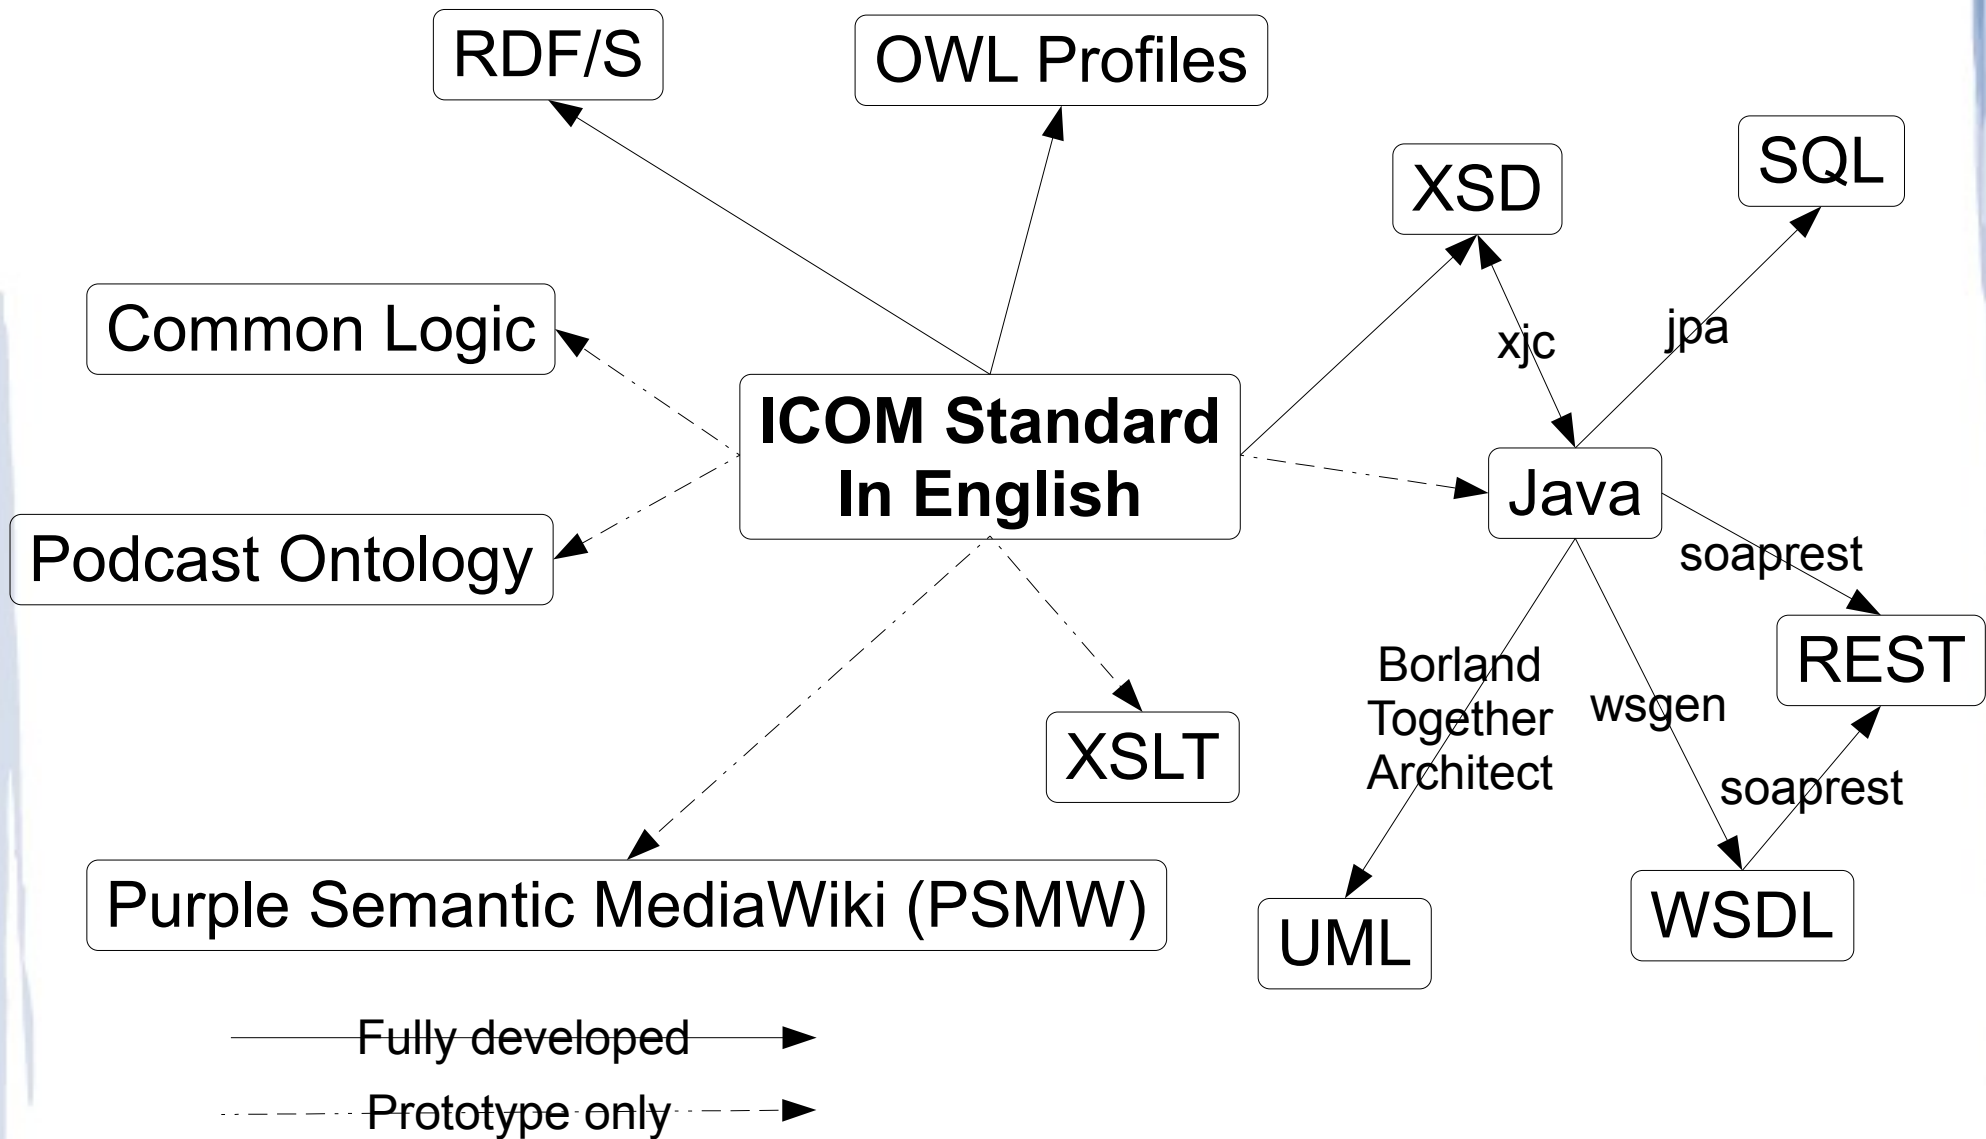 RDF/S
OWL Profiles
SQL
XSD
Common Logic
xjc
jpa
ICOM Standard
In English
Java
Podcast Ontology
soaprest
REST
Borland
Together
Architect
wsgen
XSLT
soaprest
Purple Semantic MediaWiki (PSMW)
WSDL
UML
Fully developed
Prototype only